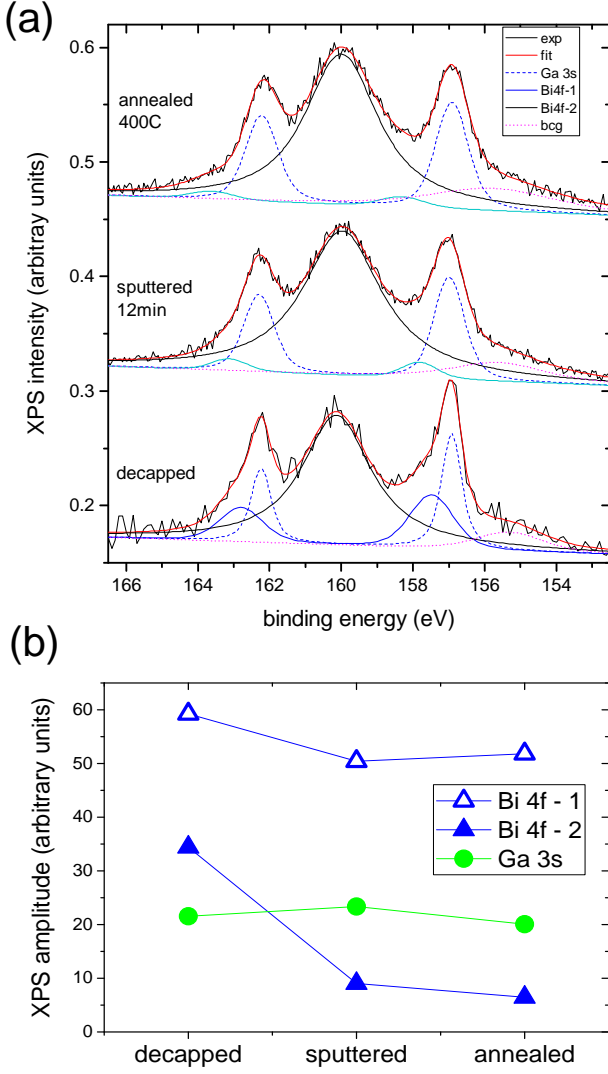 (a)
0.6
0.5
0.4
0.3
0.2
XPS intensity (arbitray units)
annealed
400C
sputtered
12min
decapped
exp
fit
Ga 3s
Bi4f-1
Bi4f-2
bcg
166
164
162
160
158
156
154
binding energy (eV)
(b)
60
50
40
30
20
10
0
XPS amplitude (arbitrary units)
Bi 4f - 1
Bi 4f - 2
Ga 3s
decapped
sputtered
annealed